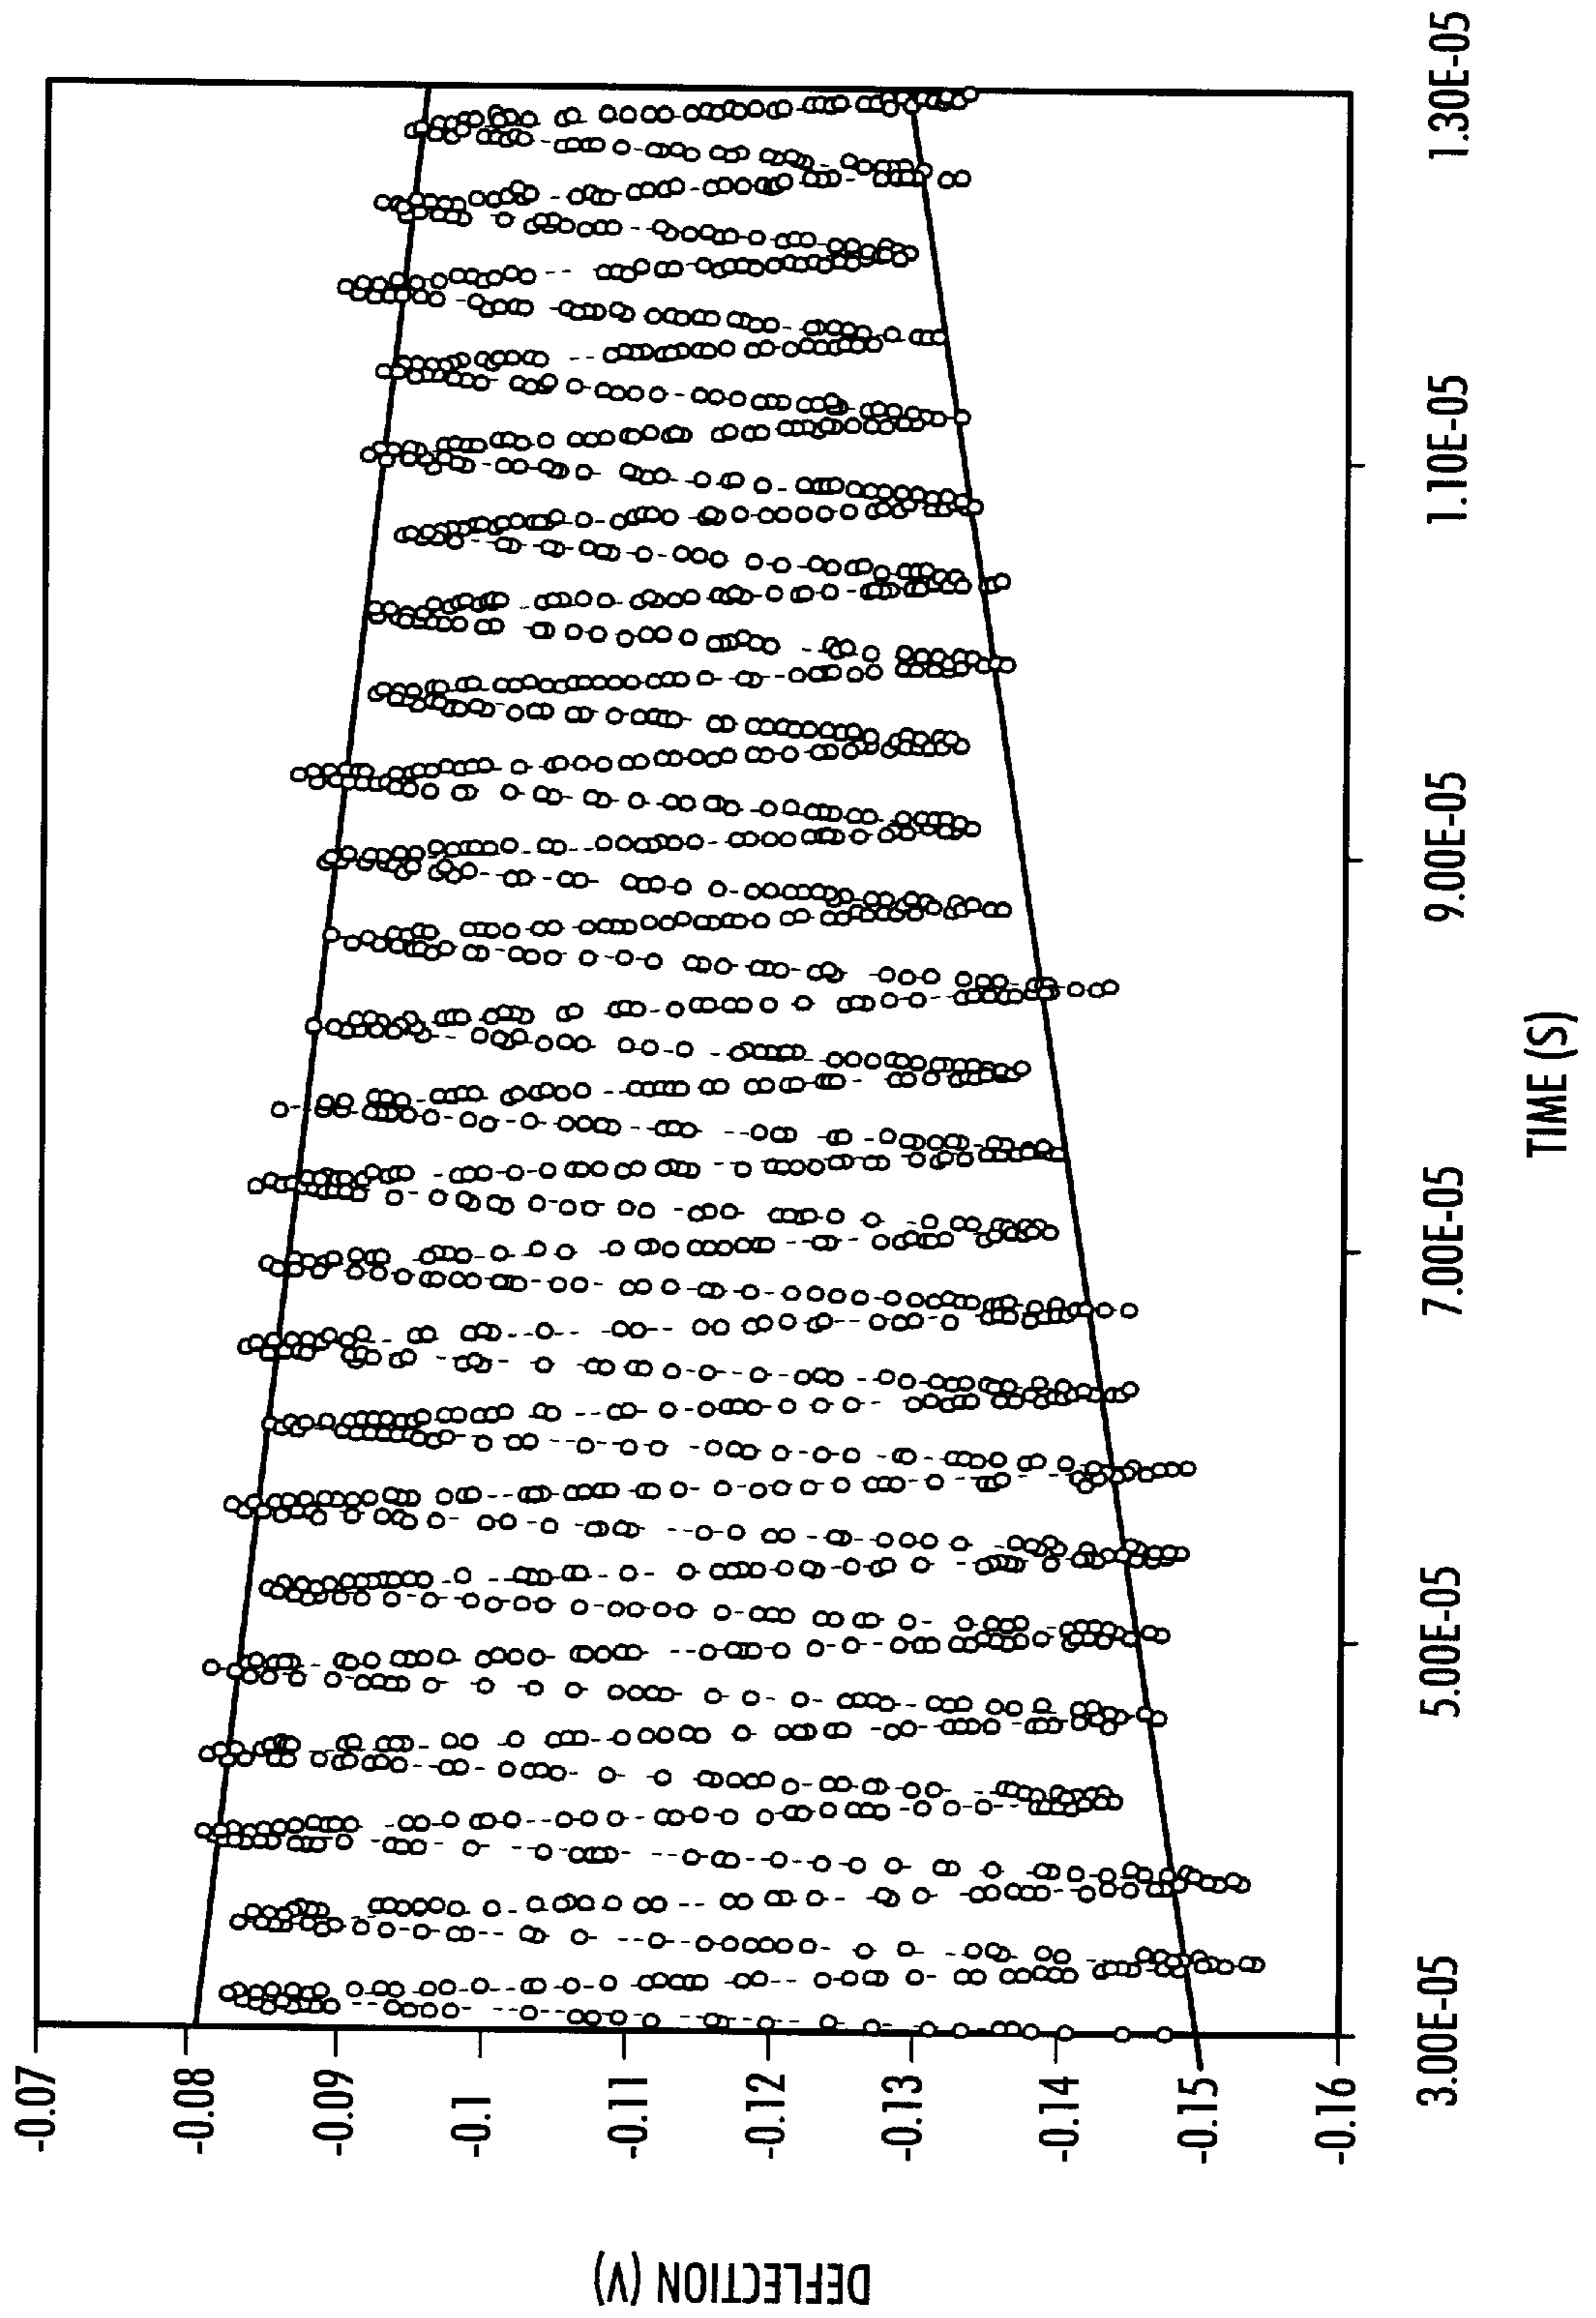 -0.07
-0.08
-0.09
-0.1
-0.11
-0.12
-0.13
-0.14
-0.15
-0.16
DEFLECTION (V)
3.00E-05
5.00E-05
7.00E-05
9.00E-05
1.10E-05
1.30E-05
TIME (S)